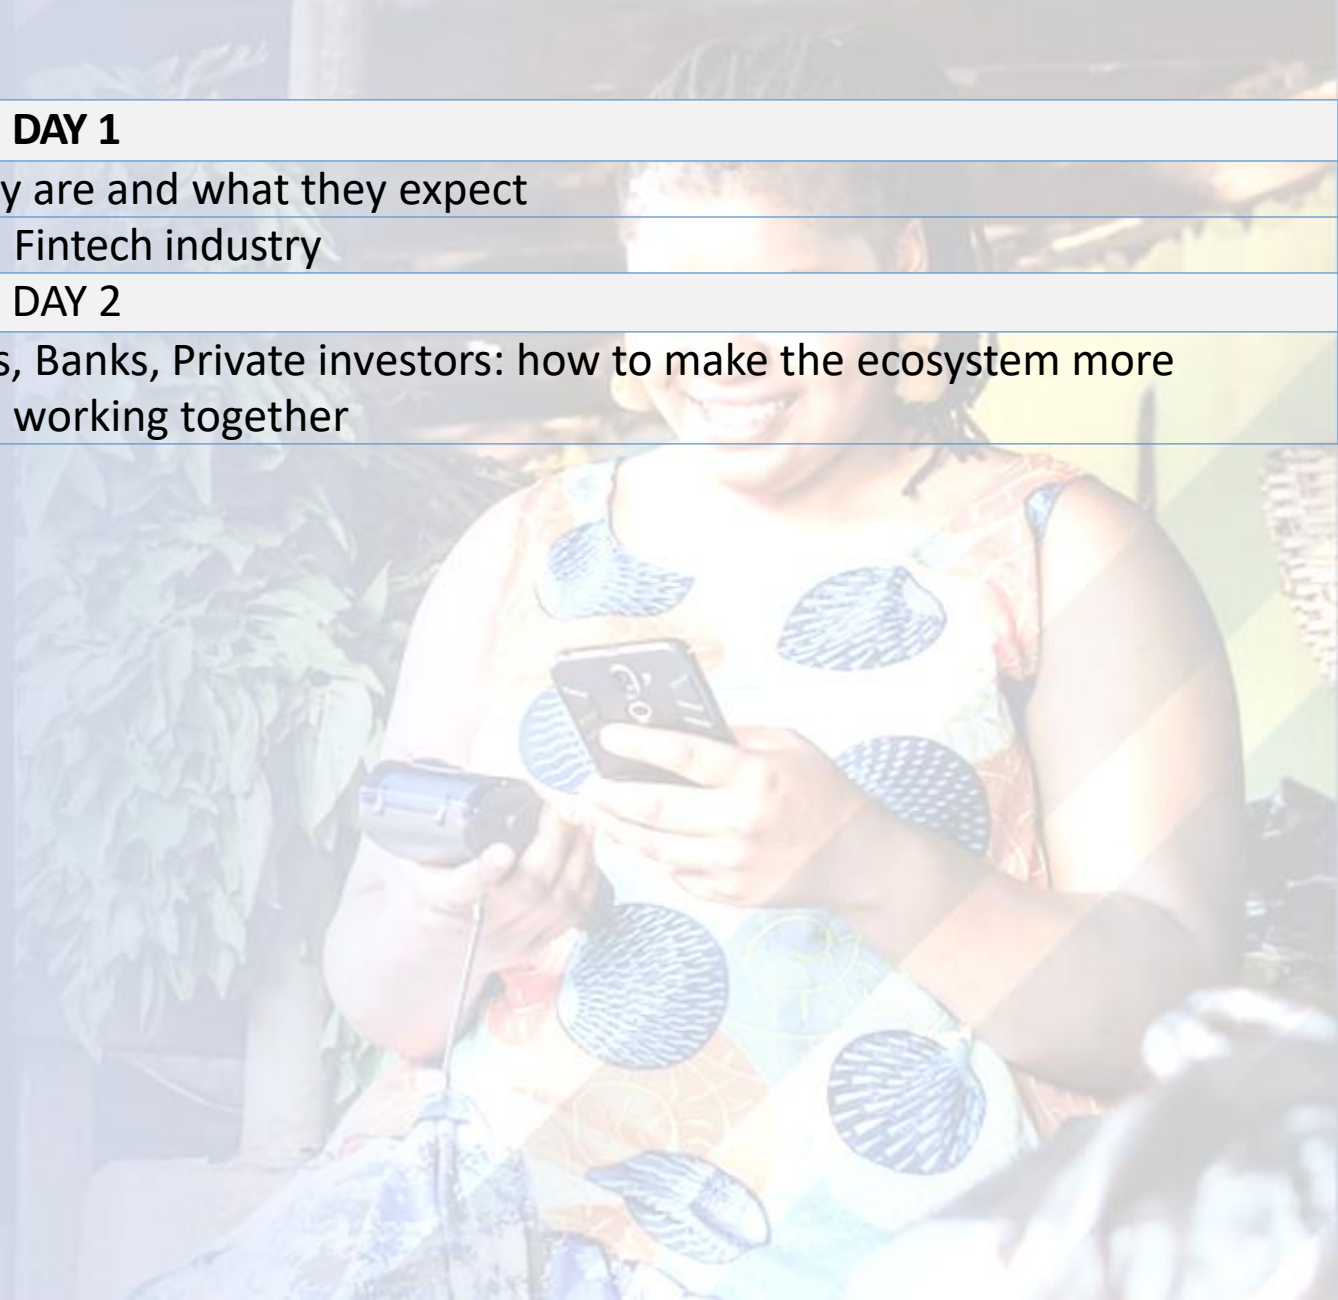 DAY 1
y are and what they expect
Fintech industry
DAY 2
s, Banks, Private investors: how to make the ecosystem more
working together